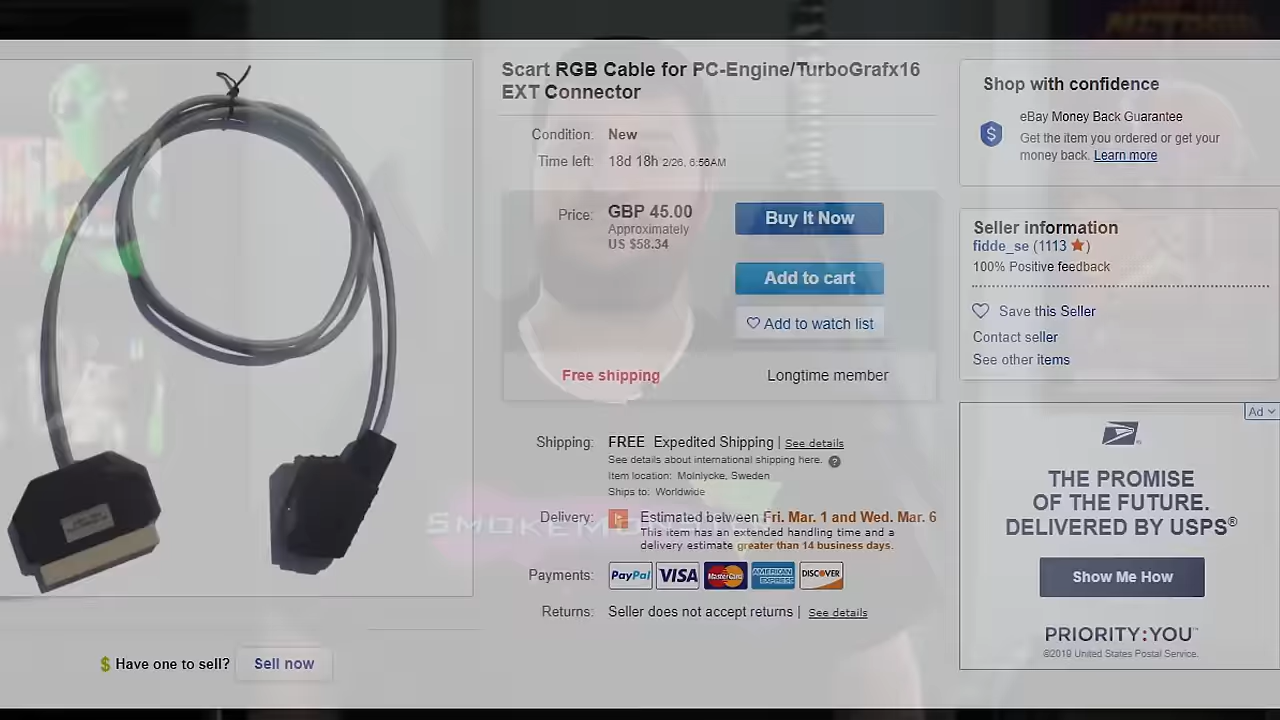 Scart RGB Cable for PC-Engine/TurboGrafx16
EXT Connector
Condition: New
Time left: 18d 18h 2/26, 6:56AM
Price: GBP 45.00
Approximately
US $58.34
Buy It Now
Add to cart
Add to watch list
Free shipping
Longtime member
Shipping: FREE Expedited Shipping | See details
See details about international shipping here.
Item location: Molnlycke, Sweden
Ships to: Worldwide
Delivery: Estimated between Fri. Mar. 1 and Wed. Mar. 6
This item has an extended handling time and a
delivery estimate greater than 14 business days.
Payments: PayPal VISA MasterCard AMERICAN EXPRESS DISCOVER
Returns: Seller does not accept returns | See details
$ Have one to sell? Sell now
Shop with confidence
eBay Money Back Guarantee
Get the item you ordered or get your
money back. Learn more
Seller information
fidde_se (1113 ★)
100% Positive feedback
Save this Seller
Contact seller
See other items
Ad
THE PROMISE
OF THE FUTURE.
DELIVERED BY USPS®
Show Me How
PRIORITY:YOU™
©2019 United States Postal Service.